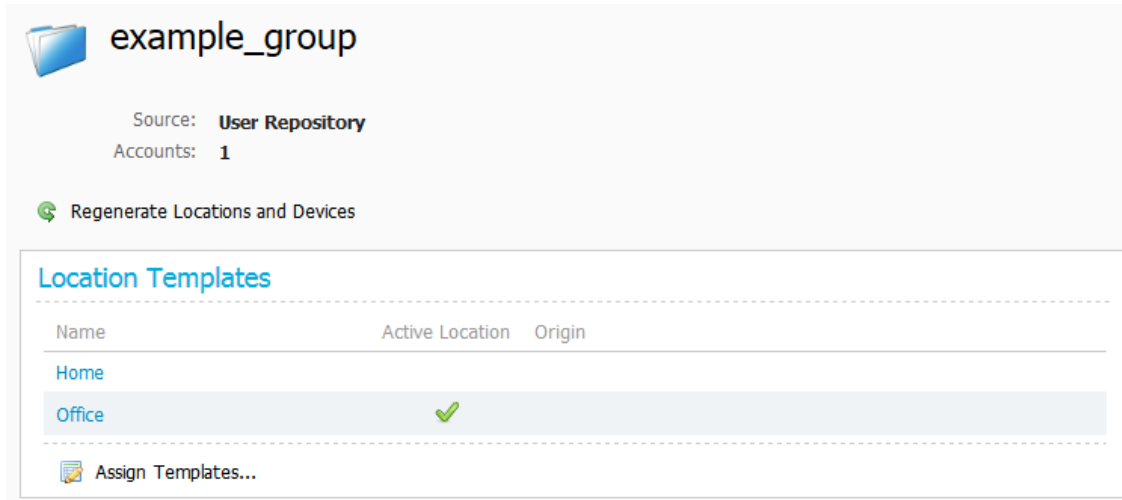 example_group
Source: User Repository
Accounts: 1
Regenerate Locations and Devices
Location Templates
Name Active Location Origin
Home
Office
Assign Templates...